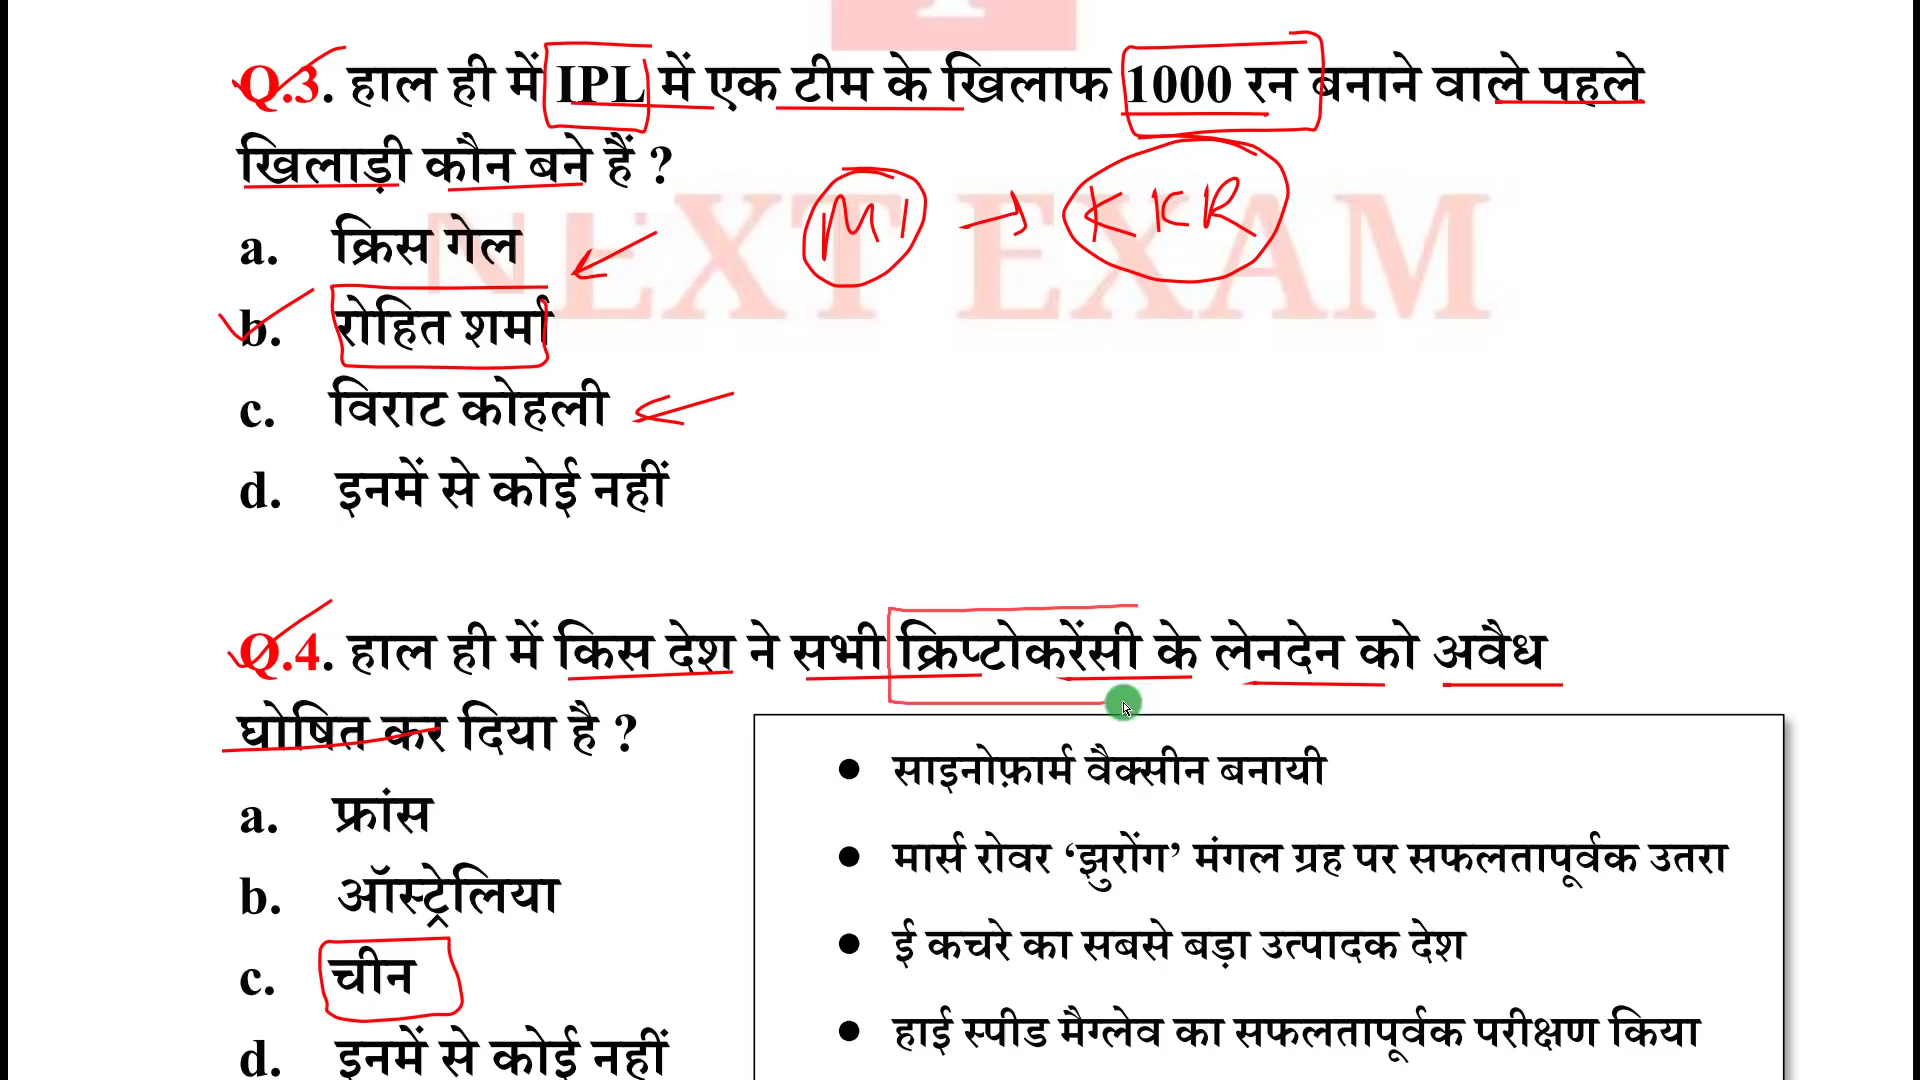 Q.3. हाल ही में IPL में एक टीम के खिलाफ 1000 रन बनाने वाले पहले
खिलाड़ी कौन बने हैं ?
MI → KKR
NEXT EXAM
a. क्रिस गेल
b. रोहित शर्मा
c. विराट कोहली
d. इनमें से कोई नहीं
Q.4. हाल ही में किस देश ने सभी क्रिप्टोकरेंसी के लेनदेन को अवैध
घोषित कर दिया है ?
a. फ्रांस
b. ऑस्ट्रेलिया
c. चीन
d. इनमें से कोई नहीं
● साइनोफ़ार्म वैक्सीन बनायी
● मार्स रोवर ‘झुरोंग’ मंगल ग्रह पर सफलतापूर्वक उतरा
● ई कचरे का सबसे बड़ा उत्पादक देश
● हाई स्पीड मैग्लेव का सफलतापूर्वक परीक्षण किया